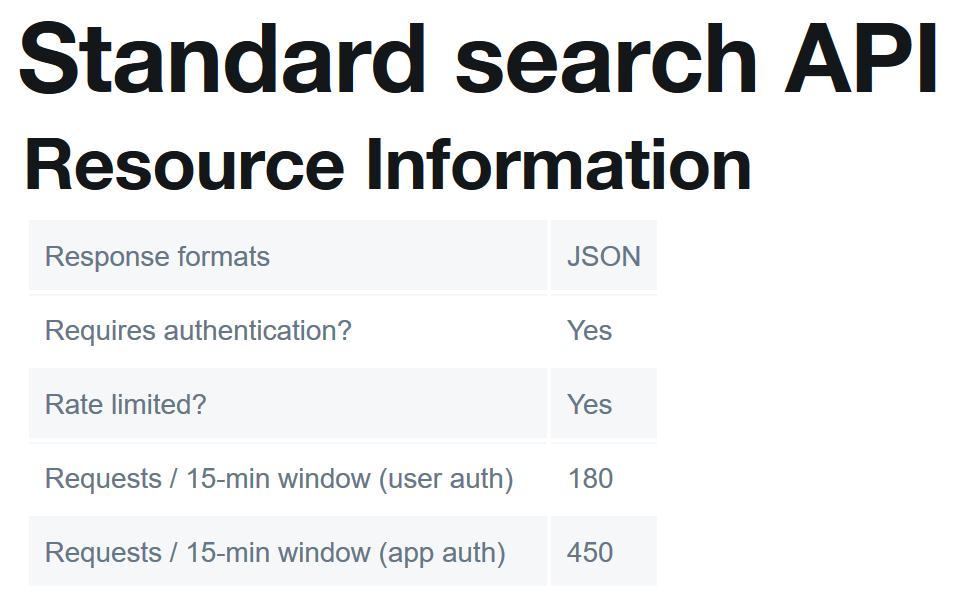 Standard search API
Resource Information
Response formats JSON
Requires authentication? Yes
Rate limited? Yes
Requests / 15-min window (user auth) 180
Requests / 15-min window (app auth) 450